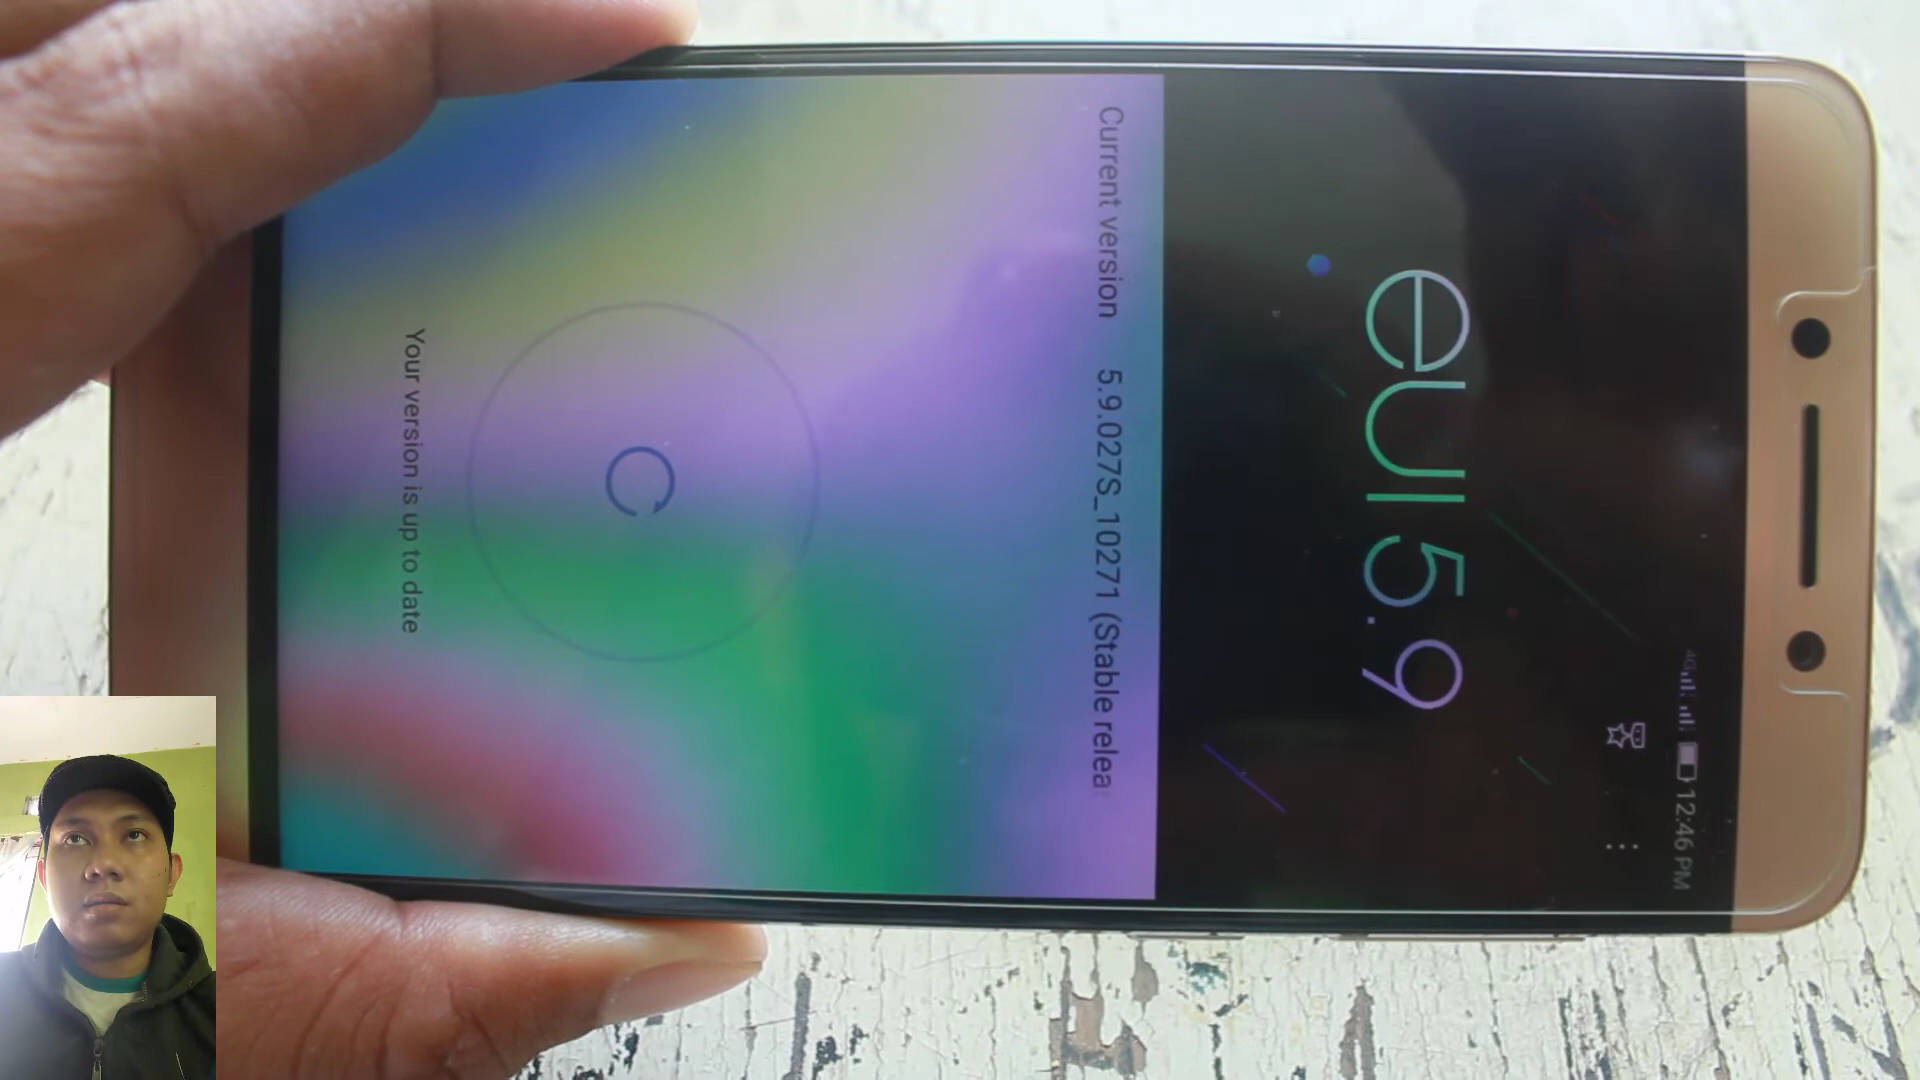 4G 12:46 PM
eUI 5.9
Current version 5.9.027S_10271 (Stable relea
Your version is up to date